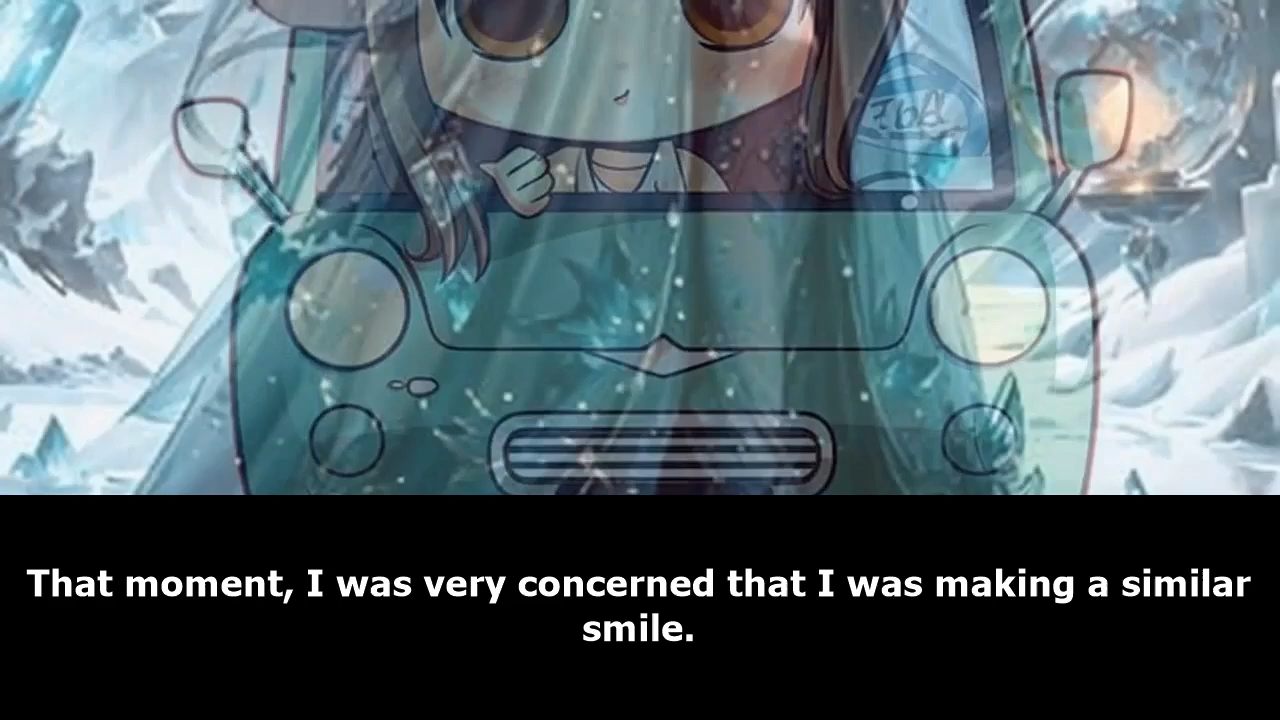 That moment, I was very concerned that I was making a similar
smile.